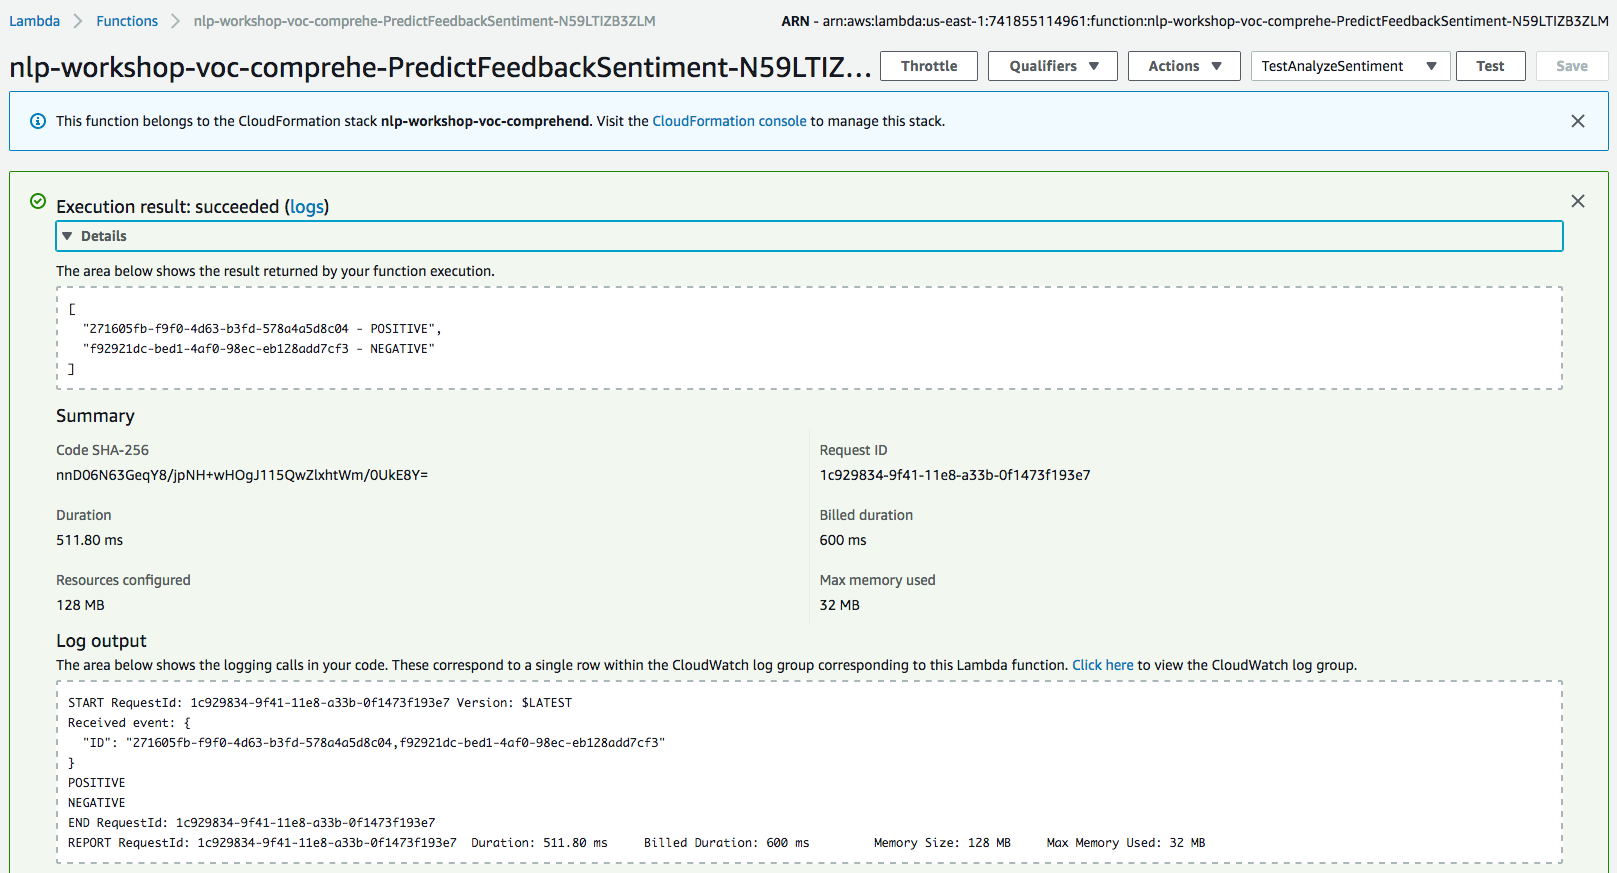 Lambda Functions nlp-workshop-voc-comprehe-PredictFeedbackSentiment-N59LTIZB3ZLM ARN - arn:aws:lambda:us-east-1:741855114961:function:nlp-workshop-voc-comprehe-PredictFeedbackSentiment-N59LTIZB3ZLM
nlp-workshop-voc-comprehe-PredictFeedbackSentiment-N59LTIZ... Throttle Qualifiers Actions TestAnalyzeSentiment Test Save
This function belongs to the CloudFormation stack nlp-workshop-voc-comprehend. Visit the CloudFormation console to manage this stack.
Execution result: succeeded (logs)
Details
The area below shows the result returned by your function execution.
[
"271605fb-f9f0-4d63-b3fd-578a4a5d8c04 - POSITIVE",
"f92921dc-bed1-4af0-98ec-eb128add7cf3 - NEGATIVE"
]
Summary
Code SHA-256 Request ID
nnD06N63GeqY8/jpNH+wHOgJ115QwZlxhtWm/0UkE8Y= 1c929834-9f41-11e8-a33b-0f1473f193e7
Duration Billed duration
511.80 ms 600 ms
Resources configured Max memory used
128 MB 32 MB
Log output
The area below shows the logging calls in your code. These correspond to a single row within the CloudWatch log group corresponding to this Lambda function. Click here to view the CloudWatch log group.
START RequestId: 1c929834-9f41-11e8-a33b-0f1473f193e7 Version: $LATEST
Received event: {
"ID": "271605fb-f9f0-4d63-b3fd-578a4a5d8c04,f92921dc-bed1-4af0-98ec-eb128add7cf3"
}
POSITIVE
NEGATIVE
END RequestId: 1c929834-9f41-11e8-a33b-0f1473f193e7
REPORT RequestId: 1c929834-9f41-11e8-a33b-0f1473f193e7 Duration: 511.80 ms Billed Duration: 600 ms Memory Size: 128 MB Max Memory Used: 32 MB